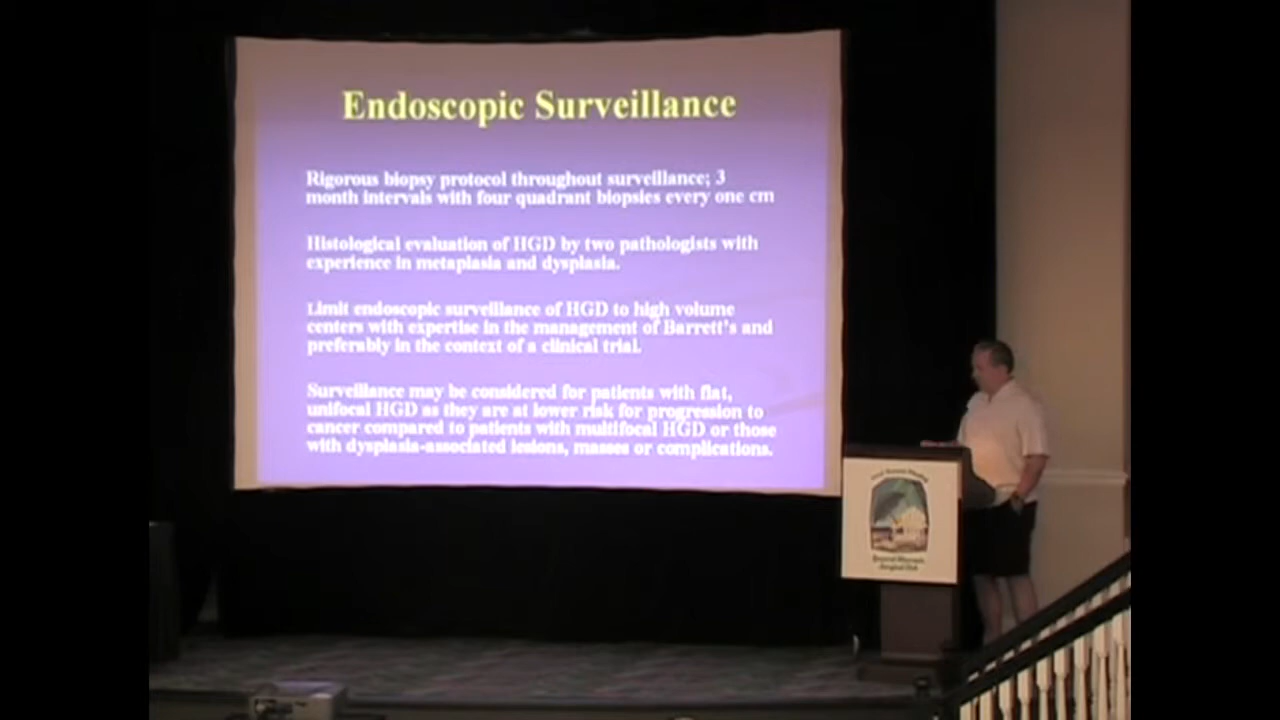 Endoscopic Surveillance
Rigorous biopsy protocol throughout surveillance; 3
month intervals with four quadrant biopsies every one cm
Histological evaluation of HGD by two pathologists with
experience in metaplasia and dysplasia.
Limit endoscopic surveillance of HGD to high volume
centers with expertise in the management of Barrett's and
preferably in the context of a clinical trial.
Surveillance may be considered for patients with flat,
unifocal HGD as they are at lower risk for progression to
cancer compared to patients with multifocal HGD or those
with dysplasia-associated lesions, masses or complications.